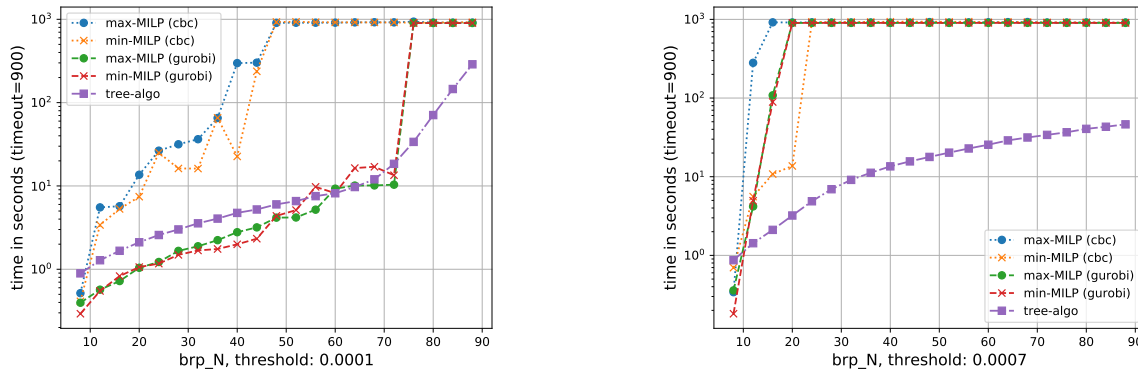 time in seconds (timeout=900)
10³
10²
10¹
10⁰
max-MILP (cbc)
min-MILP (cbc)
max-MILP (gurobi)
min-MILP (gurobi)
tree-algo
10 20 30 40 50 60 70 80 90
brp_N, threshold: 0.0001
time in seconds (timeout=900)
10³
10²
10¹
10⁰
max-MILP (cbc)
min-MILP (cbc)
max-MILP (gurobi)
min-MILP (gurobi)
tree-algo
10 20 30 40 50 60 70 80 90
brp_N, threshold: 0.0007